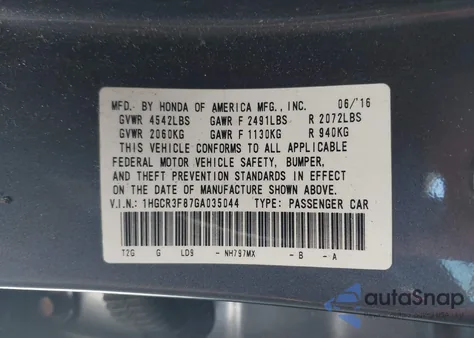 MFD. BY HONDA OF AMERICA MFG., INC. 06/16
GVWR 4542LBS GAWR F 2491LBS R 2072LBS
GVWR 2060KG GAWR F 1130KG R 940KG
THIS VEHICLE CONFORMS TO ALL APPLICABLE
FEDERAL MOTOR VEHICLE SAFETY, BUMPER,
AND THEFT PREVENTION STANDARDS IN EFFECT
ON THE DATE OF MANUFACTURE SHOWN ABOVE.
V.I.N.: 1HGCR3F87GA035044 TYPE: PASSENGER CAR
T2G G LD9 - NH797MX - B - A
autoSnap